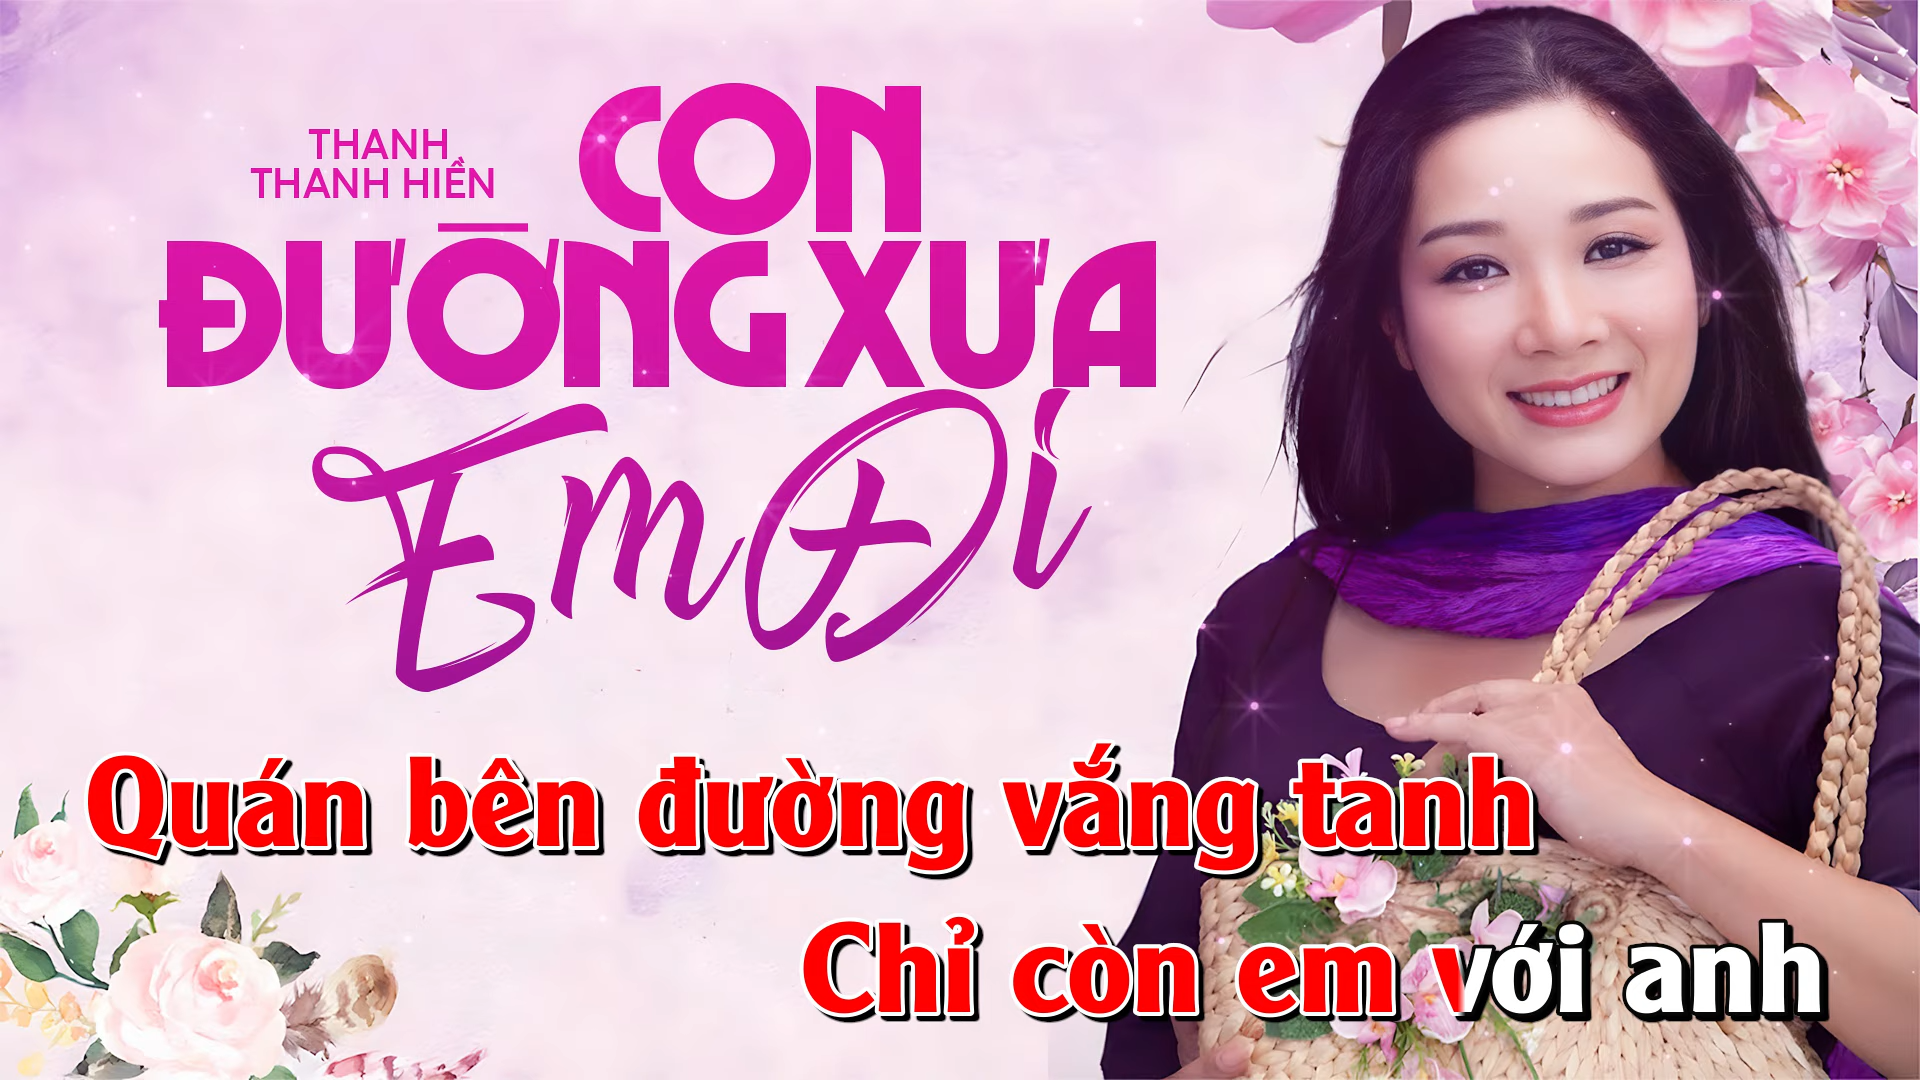 THANH
THANH HIỀN
CON
ĐƯỜNG XƯA
Em Đi
Quán bên đường vắng tanh
Chỉ còn em với anh